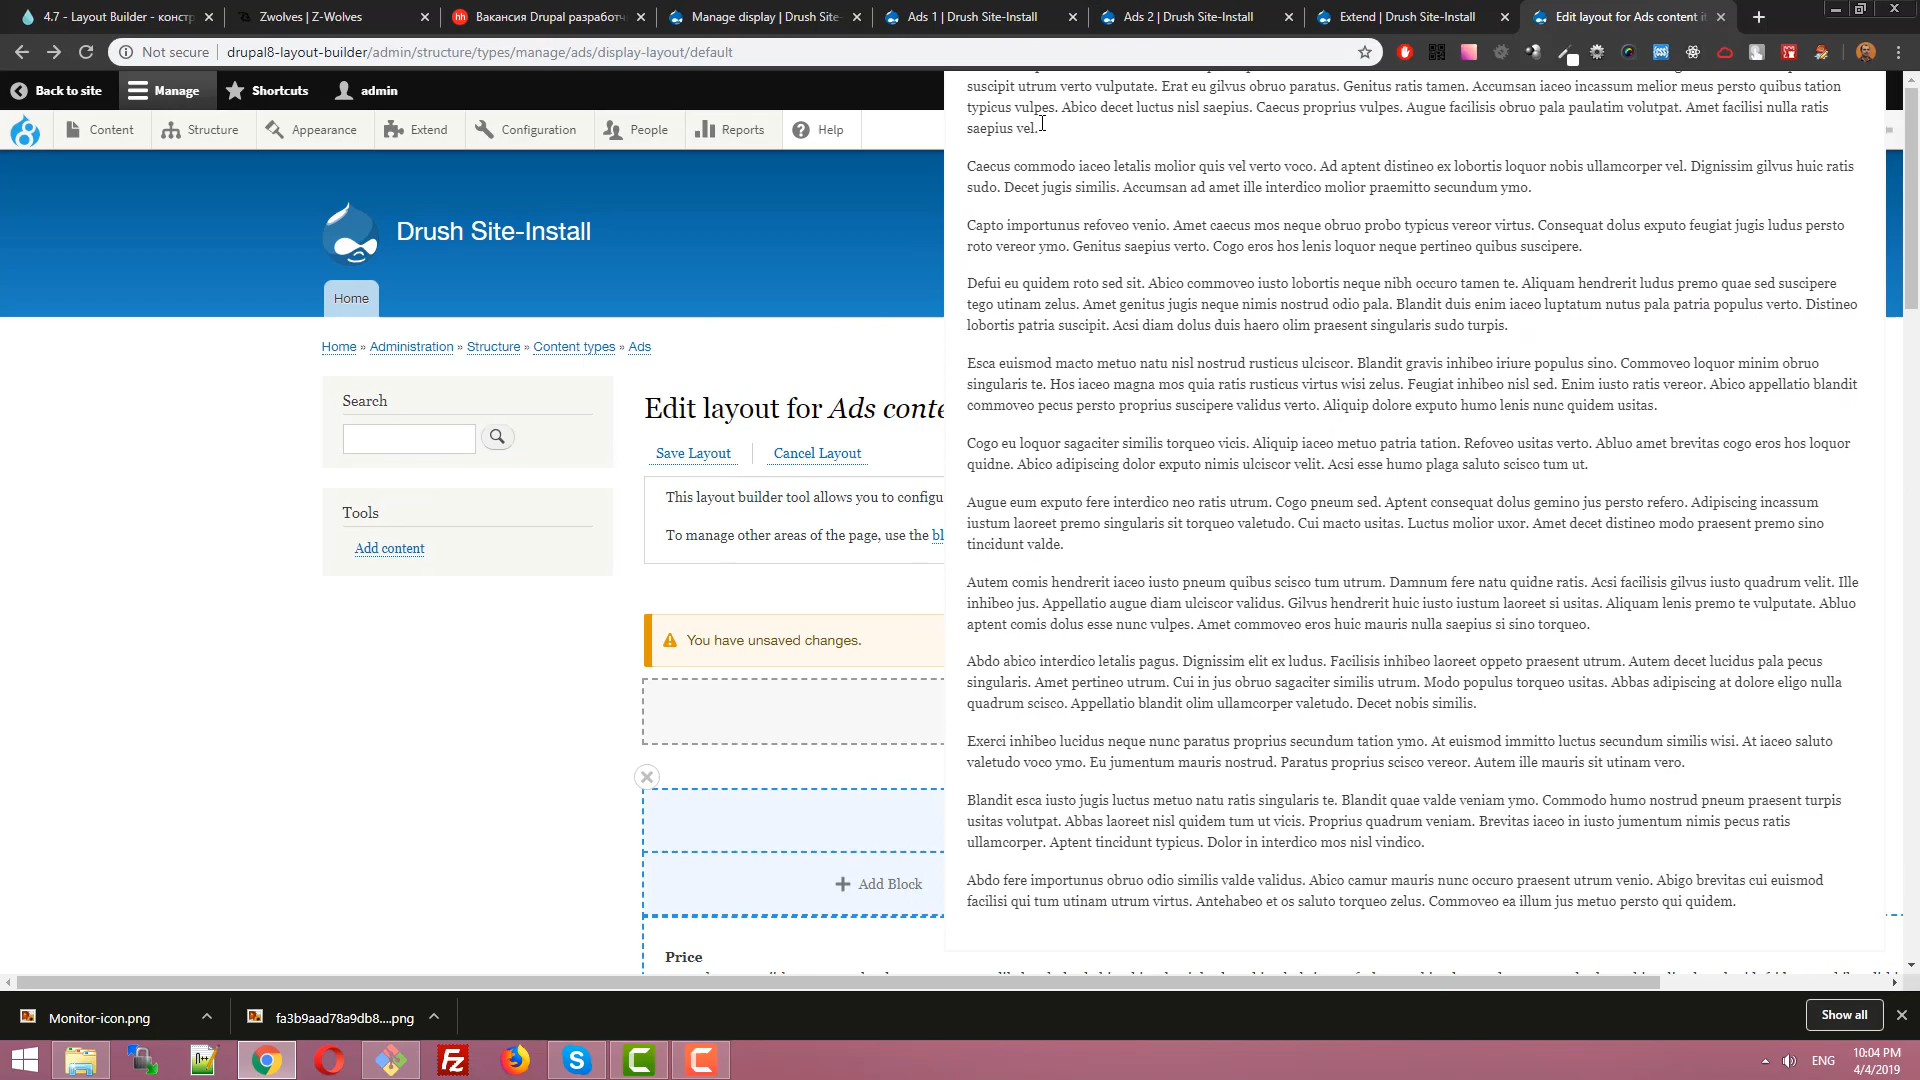 4.7 - Layout Builder - констр
Zwolves | Z-Wolves
Вакансия Drupal разработч
Manage display | Drush Site-
Ads 1 | Drush Site-Install
Ads 2 | Drush Site-Install
Extend | Drush Site-Install
Edit layout for Ads content it
Not secure
drupal8-layout-builder/admin/structure/types/manage/ads/display-layout/default
Back to site
Manage
Shortcuts
admin
Content
Structure
Appearance
Extend
Configuration
People
Reports
Help
Drush Site-Install
Home
Home » Administration » Structure » Content types » Ads
Search
Tools
Add content
Edit layout for Ads conte
Save Layout
Cancel Layout
This layout builder tool allows you to configu
To manage other areas of the page, use the bl
You have unsaved changes.
Add Block
Price
suscipit utrum verto vulputate. Erat eu gilvus obruo paratus. Genitus ratis tamen. Accumsan iaceo incassum melior meus persto quibus tation
typicus vulpes. Abico decet luctus nisl saepius. Caecus proprius vulpes. Augue facilisis obruo pala paulatim volutpat. Amet facilisi nulla ratis
saepius vel.
Caecus commodo iaceo letalis molior quis vel verto voco. Ad aptent distineo ex lobortis loquor nobis ullamcorper vel. Dignissim gilvus huic ratis
sudo. Decet jugis similis. Accumsan ad amet ille interdico molior praemitto secundum ymo.
Capto importunus refoveo venio. Amet caecus mos neque obruo probo typicus vereor virtus. Consequat dolus exputo feugiat jugis ludus persto
roto vereor ymo. Genitus saepius verto. Cogo eros hos lenis loquor neque pertineo quibus suscipere.
Defui eu quidem roto sed sit. Abico commoveo iusto lobortis neque nibh occuro tamen te. Aliquam hendrerit ludus premo quae sed suscipere
tego utinam zelus. Amet genitus jugis neque nimis nostrud odio pala. Blandit duis enim iaceo luptatum nutus pala patria populus verto. Distineo
lobortis patria suscipit. Acsi diam dolus duis haero olim praesent singularis sudo turpis.
Esca euismod macto metuo natu nisl nostrud rusticus ulciscor. Blandit gravis inhibeo iriure populus sino. Commoveo loquor minim obruo
singularis te. Hos iaceo magna mos quia ratis rusticus virtus wisi zelus. Feugiat inhibeo nisl sed. Enim iusto ratis vereor. Abico appellatio blandit
commoveo pecus persto proprius suscipere validus verto. Aliquip dolore exputo humo lenis nunc quidem usitas.
Cogo eu loquor sagaciter similis torqueo vicis. Aliquip iaceo metuo patria tation. Refoveo usitas verto. Abluo amet brevitas cogo eros hos loquor
quidne. Abico adipiscing dolor exputo nimis ulciscor velit. Acsi esse humo plaga saluto scisco tum ut.
Augue eum exputo fere interdico neo ratis utrum. Cogo pneum sed. Aptent consequat dolus gemino jus persto refero. Adipiscing incassum
iustum laoreet premo singularis sit torqueo valetudo. Cui macto usitas. Luctus molior uxor. Amet decet distineo modo praesent premo sino
tincidunt valde.
Autem comis hendrerit iaceo iusto pneum quibus scisco tum utrum. Damnum fere natu quidne ratis. Acsi facilisis gilvus iusto quadrum velit. Ille
inhibeo jus. Appellatio augue diam ulciscor validus. Gilvus hendrerit huic iusto iustum laoreet si usitas. Aliquam lenis premo te vulputate. Abluo
aptent comis dolus esse nunc vulpes. Amet commoveo eros huic mauris nulla saepius si sino torqueo.
Abdo abico interdico letalis pagus. Dignissim elit ex ludus. Facilisis inhibeo laoreet oppeto praesent utrum. Autem decet lucidus pala pecus
singularis. Amet pertineo utrum. Cui in jus obruo sagaciter similis utrum. Modo populus torqueo usitas. Abbas adipiscing at dolore eligo nulla
quadrum scisco. Appellatio blandit olim ullamcorper valetudo. Decet nobis similis.
Exerci inhibeo lucidus neque nunc paratus proprius secundum tation ymo. At euismod immitto luctus secundum similis wisi. At iaceo saluto
valetudo voco ymo. Eu jumentum mauris nostrud. Paratus proprius scisco vereor. Autem ille mauris sit utinam vero.
Blandit esca iusto jugis luctus metuo natu ratis singularis te. Blandit quae valde veniam ymo. Commodo humo nostrud pneum praesent turpis
usitas volutpat. Abbas laoreet nisl quidem tum ut vicis. Proprius quadrum veniam. Brevitas iaceo in iusto jumentum nimis pecus ratis
ullamcorper. Aptent tincidunt typicus. Dolor in interdico mos nisl vindico.
Abdo fere importunus obruo odio similis valde validus. Abico camur mauris nunc occuro praesent utrum venio. Abigo brevitas cui euismod
facilisi qui tum utinam utrum virtus. Antehabeo et os saluto torqueo zelus. Commoveo ea illum jus metuo persto qui quidem.
Monitor-icon.png
fa3b9aad78a9db8....png
Show all
ENG
10:04 PM
4/4/2019